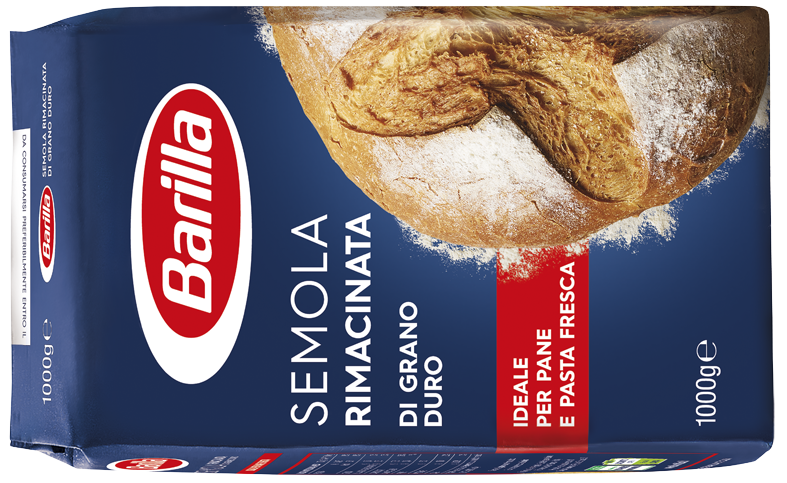 Barilla
SEMOLA
RIMACINATA
DI GRANO
DURO
IDEALE
PER PANE
E PASTA FRESCA
1000g℮
DA CONSUMARSI PREFERIBILMENTE ENTRO IL
Barilla
SEMOLA RIMACINATA
DI GRANO DURO
1000g℮
Barilla